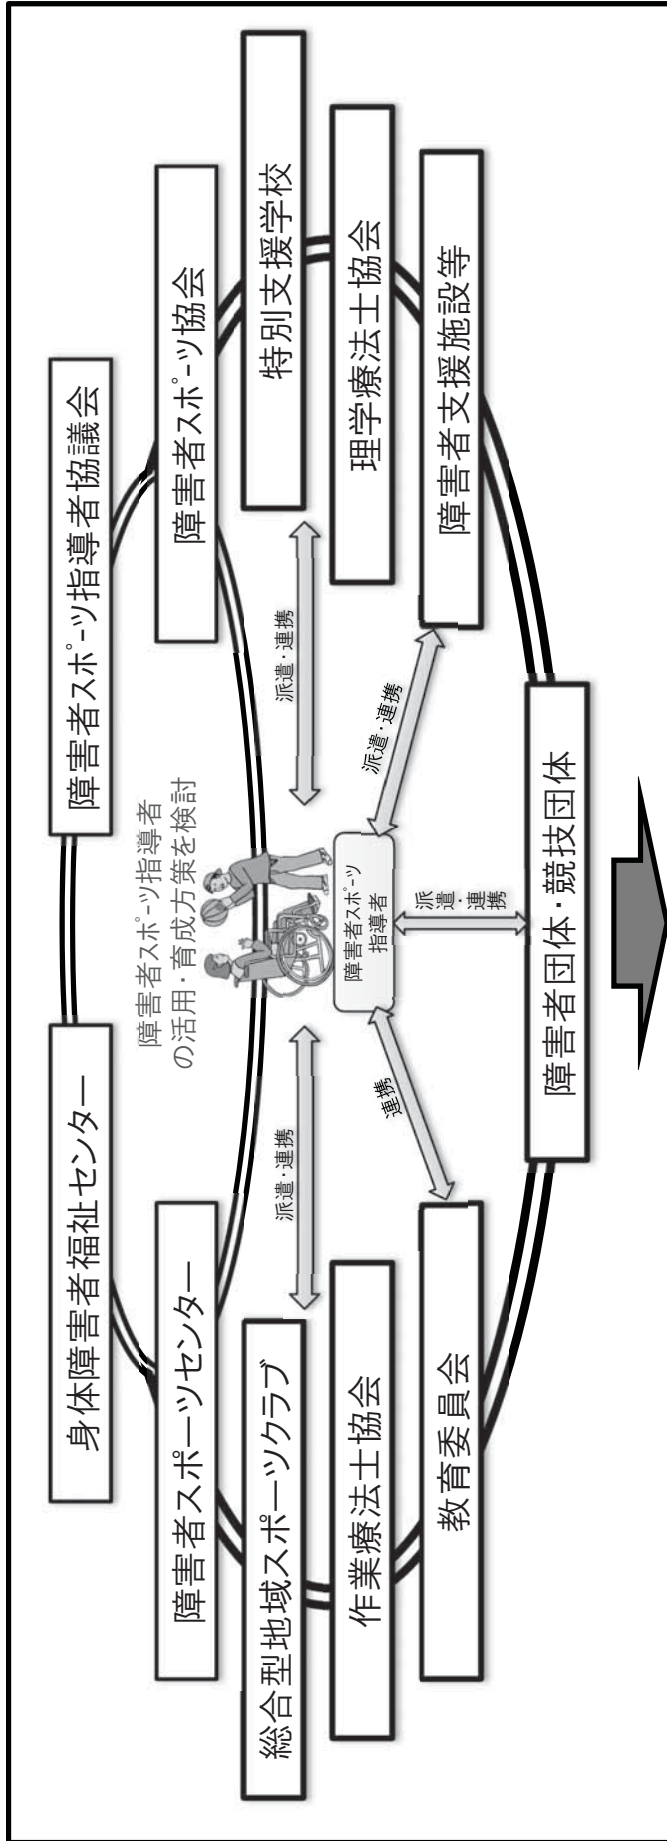 身体障害者福祉センター
障害者スポーツ指導者協議会
障害者スポーツ指導者
の活用・育成方策を検討
障害者スポーツセンター
障害者スポーツ協会
総合型地域スポーツクラブ
派遣・連携
派遣・連携
特別支援学校
障害者スポーツ
指導者
作業療法士協会
理学療法士協会
連携
派遣・連携
派遣・連携
教育委員会
障害者支援施設等
障害者団体・競技団体